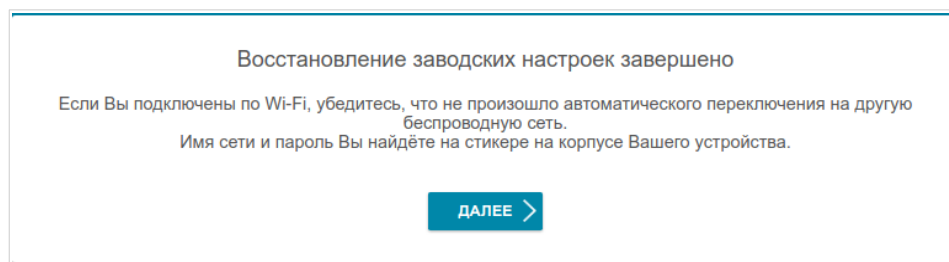 Восстановление заводских настроек завершено
Если Вы подключены по Wi-Fi, убедитесь, что не произошло автоматического переключения на другую
беспроводную сеть.
Имя сети и пароль Вы найдёте на стикере на корпусе Вашего устройства.
ДАЛЕЕ